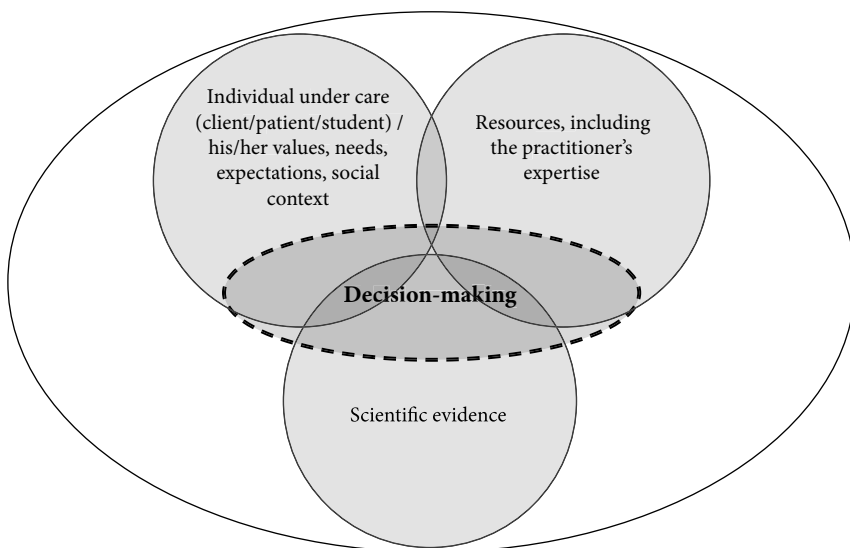 Individual under care
(client/patient/student) /
his/her values, needs,
expectations, social
context
Resources, including
the practitioner's
expertise
Decision-making
Scientific evidence